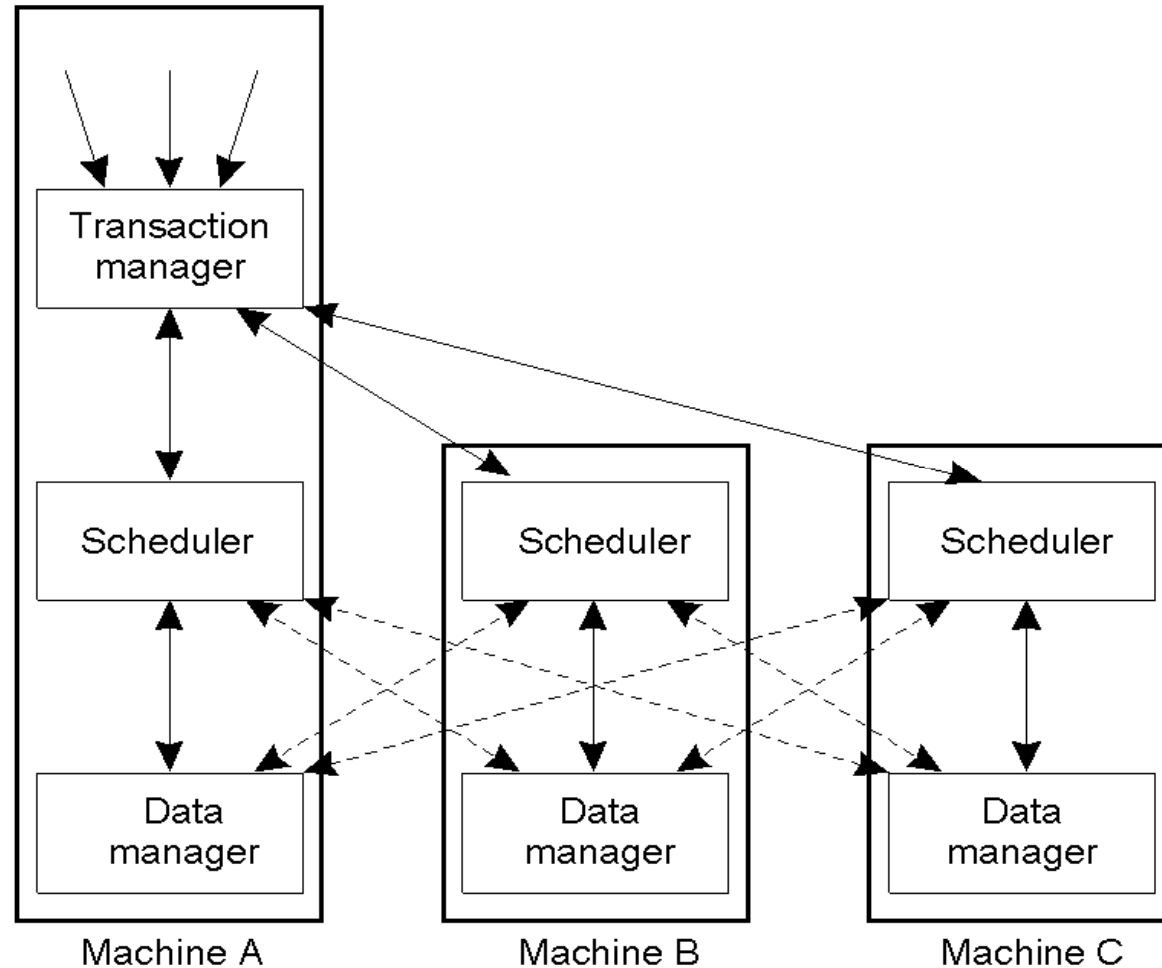 Transaction
manager
Scheduler
Scheduler
Scheduler
Data
manager
Data
manager
Data
manager
Machine A
Machine B
Machine C